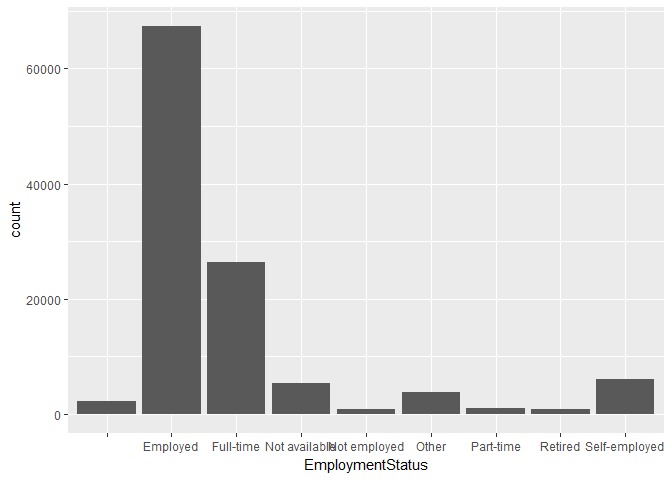 count
60000
40000
20000
0
Employed Full-time Not available Not employed Other Part-time Retired Self-employed
EmploymentStatus